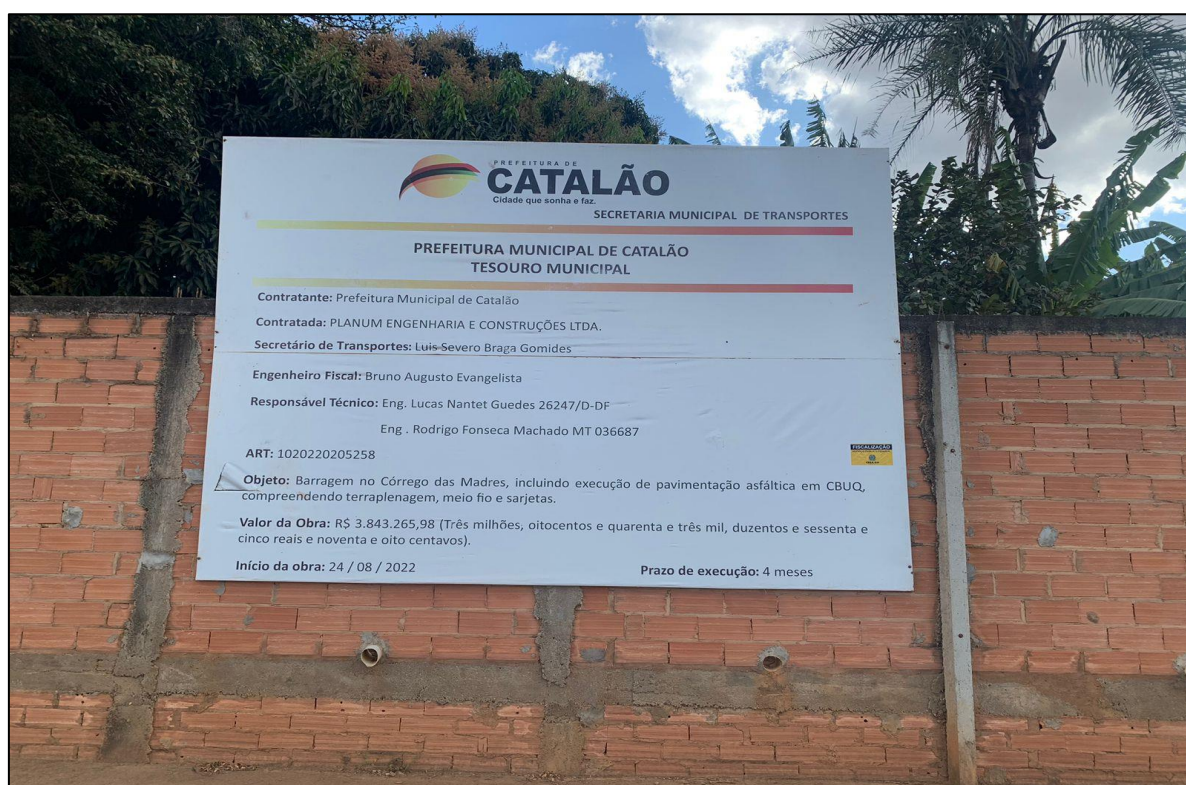 PREFEITURA DE
CATALÃO
Cidade que sonha e faz.
SECRETARIA MUNICIPAL DE TRANSPORTES
PREFEITURA MUNICIPAL DE CATALÃO
TESOURO MUNICIPAL
Contratante: Prefeitura Municipal de Catalão
Contratada: PLANUM ENGENHARIA E CONSTRUÇÕES LTDA.
Secretário de Transportes: Luis Severo Braga Gomides
Engenheiro Fiscal: Bruno Augusto Evangelista
Responsável Técnico: Eng. Lucas Nantet Guedes 26247/D-DF
Eng . Rodrigo Fonseca Machado MT 036687
ART: 1020220205258
FISCALIZAÇÃO
Objeto: Barragem no Córrego das Madres, incluindo execução de pavimentação asfáltica em CBUQ,
compreendendo terraplenagem, meio fio e sarjetas.
Valor da Obra: R$ 3.843.265,98 (Três milhões, oitocentos e quarenta e três mil, duzentos e sessenta e
cinco reais e noventa e oito centavos).
Início da obra: 24 / 08 / 2022
Prazo de execução: 4 meses